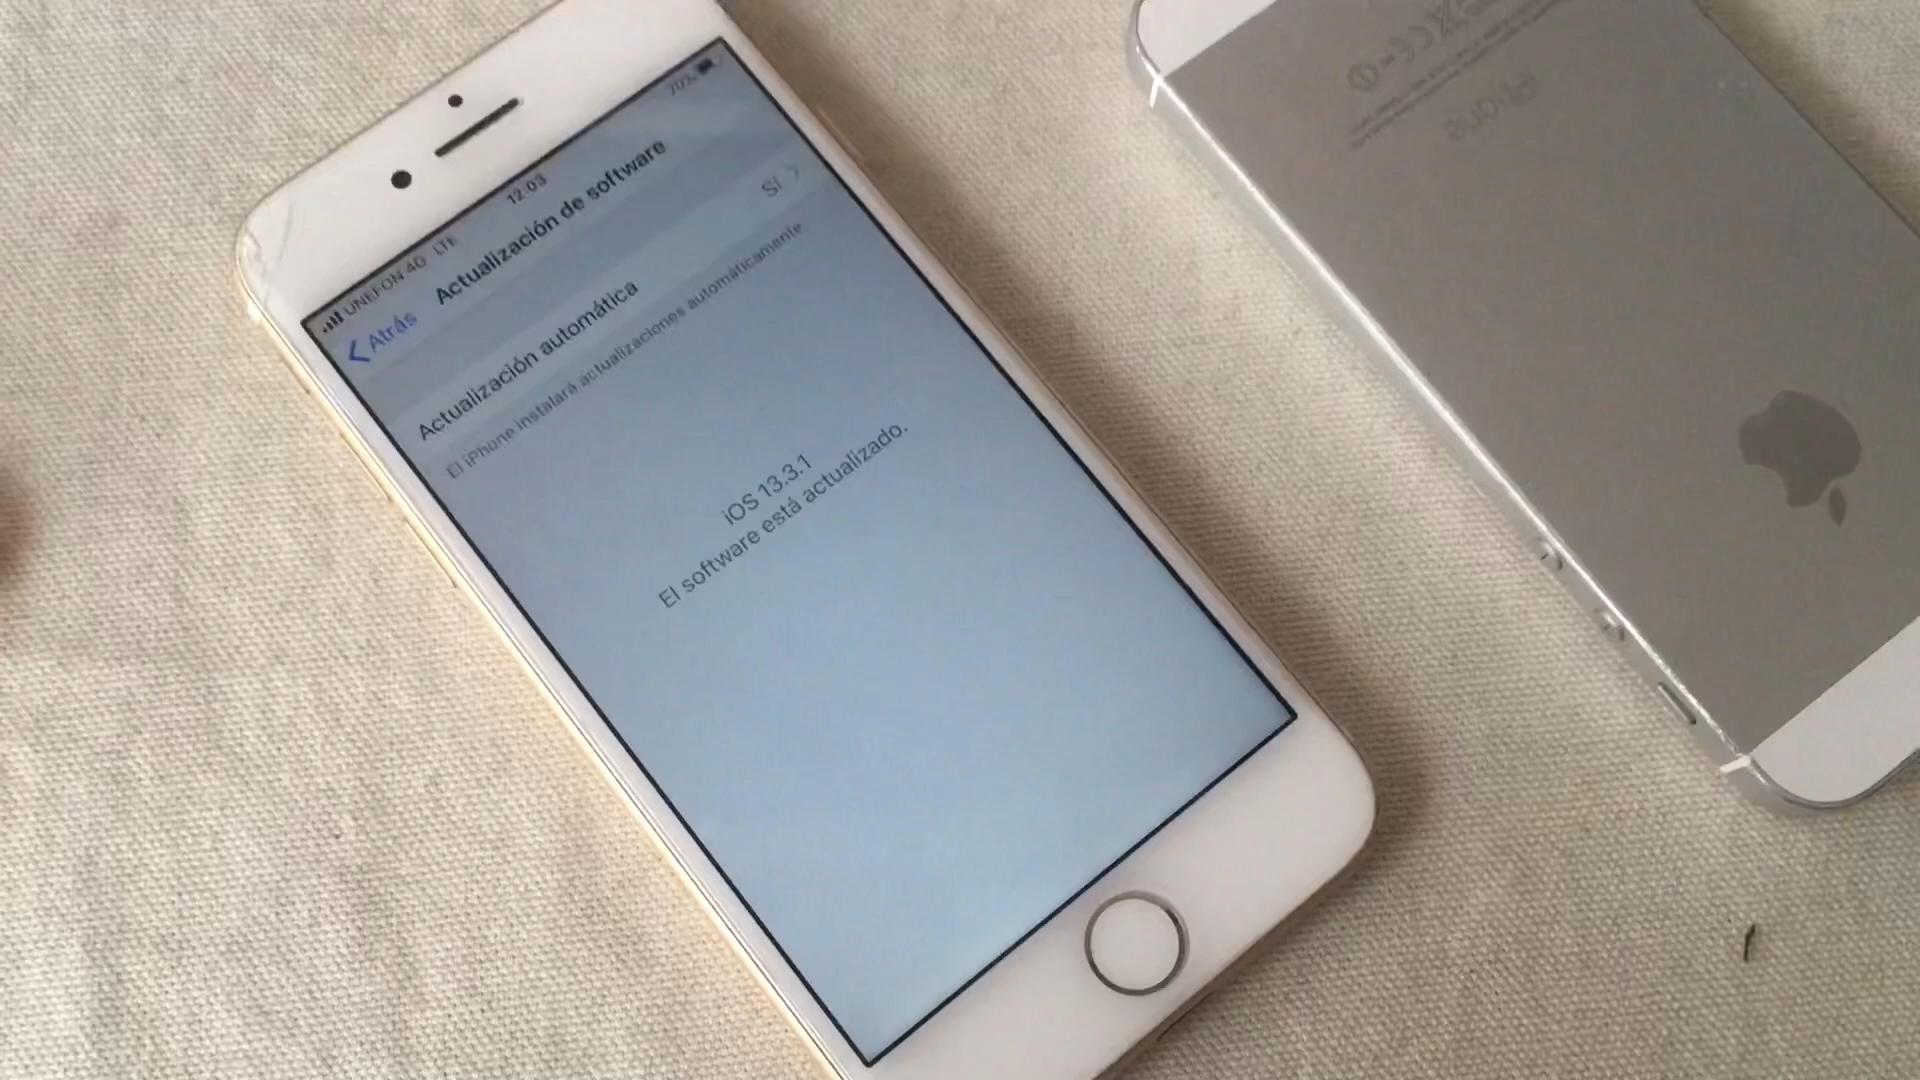 UNEFON 4G LTE 12:03 70%
Atrás Actualización de software
Actualización automática Sí
El iPhone instalará actualizaciones automáticamente
iOS 13.3.1
El software está actualizado.
iPhone